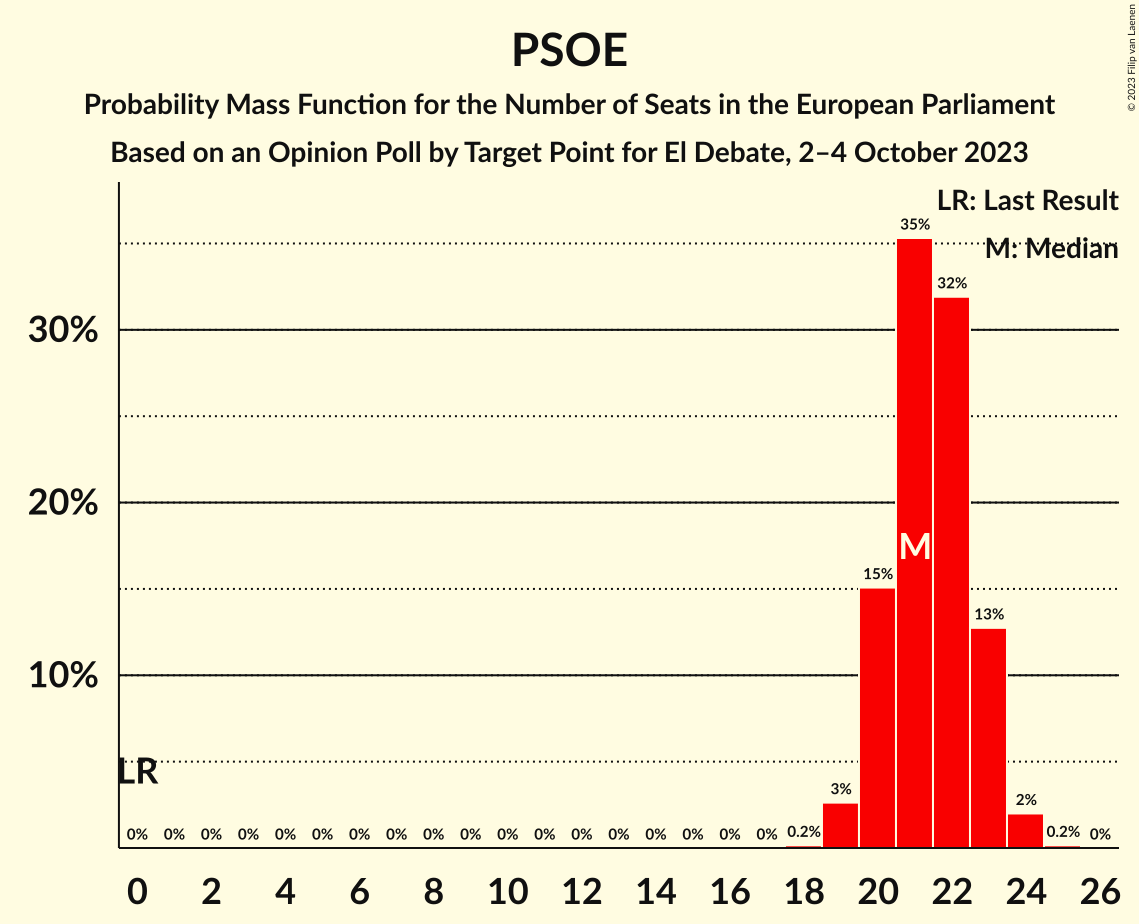 PSOE
Probability Mass Function for the Number of Seats in the European Parliament
Based on an Opinion Poll by Target Point for El Debate, 2–4 October 2023
© 2023 Filip van Laenen
LR: Last Result
M: Median
35%
32%
30%
20%
M
15%
13%
10%
LR
3%
2%
0% 0% 0% 0% 0% 0% 0% 0% 0% 0% 0% 0% 0% 0% 0% 0% 0% 0% 0.2% 0.2% 0%
0 2 4 6 8 10 12 14 16 18 20 22 24 26